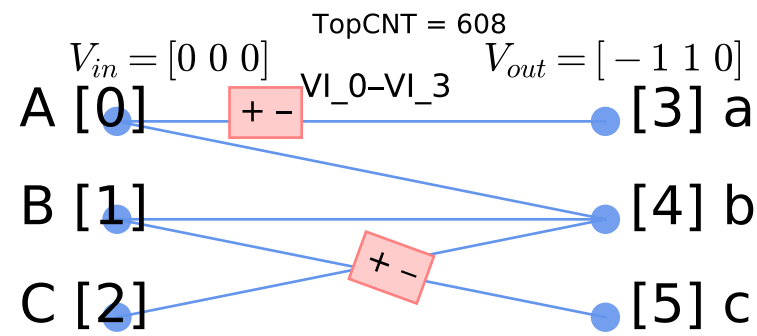 TopCNT = 608
V_in = [0 0 0]
V_out = [−1 1 0]
VI_0–VI_3
A [0]
+ −
[3] a
B [1]
[4] b
+ −
C [2]
[5] c